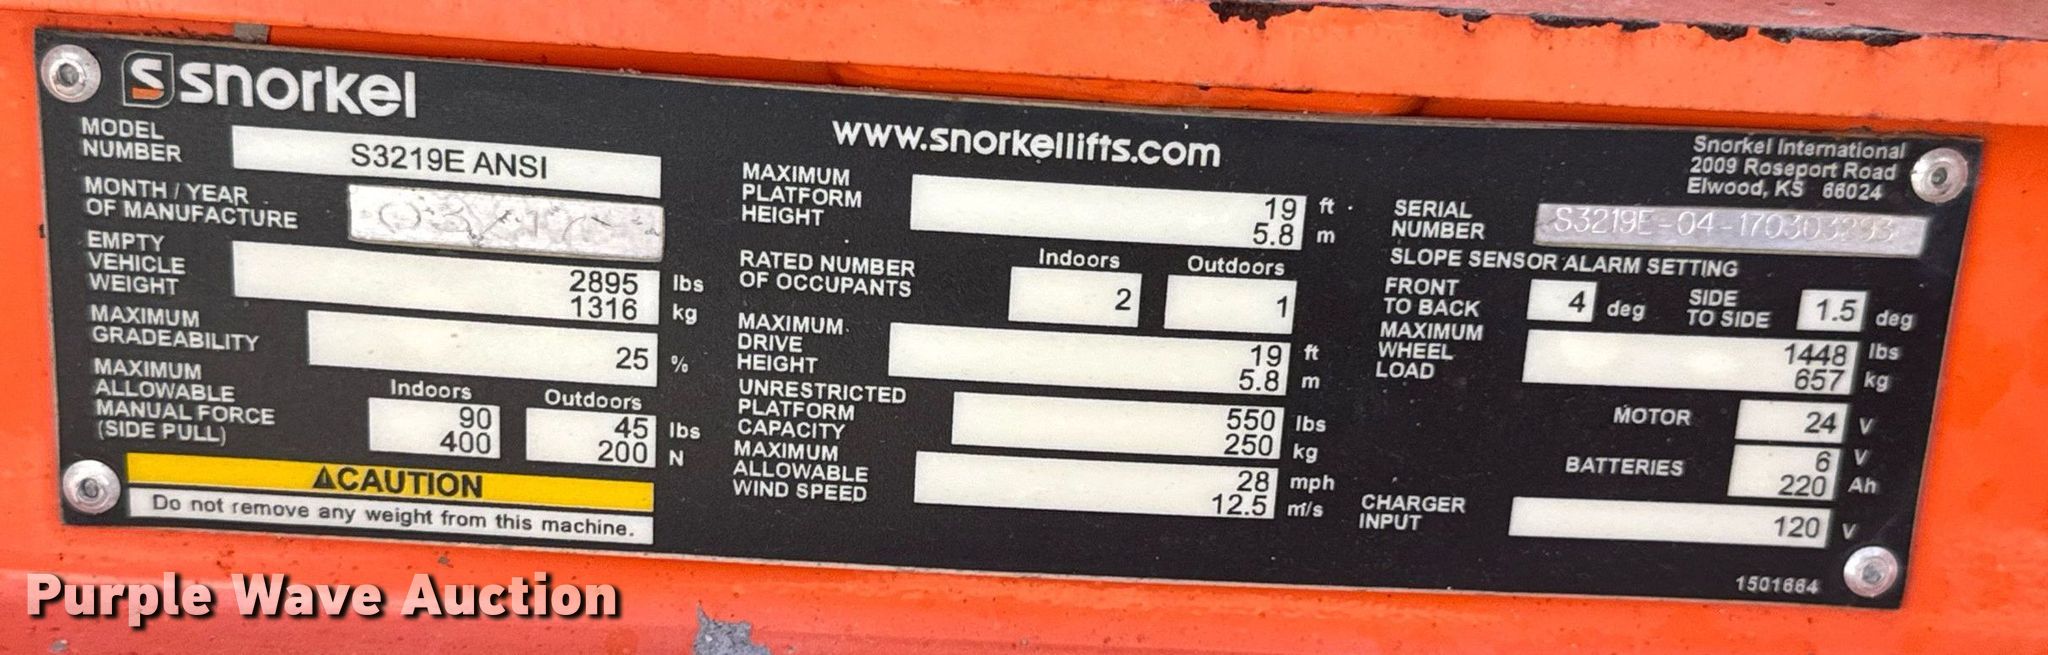 snorkel
www.snorkellifts.com
Snorkel International
2009 Roseport Road
Elwood, KS 66024
MODEL
NUMBER
S3219E ANSI
MONTH / YEAR
OF MANUFACTURE
EMPTY
VEHICLE
WEIGHT
2895 lbs
1316 kg
MAXIMUM
GRADEABILITY
25 %
MAXIMUM
ALLOWABLE
MANUAL FORCE
(SIDE PULL)
Indoors
90
400
Outdoors
45 lbs
200 N
⚠CAUTION
Do not remove any weight from this machine.
MAXIMUM
PLATFORM
HEIGHT
19 ft
5.8 m
RATED NUMBER
OF OCCUPANTS
Indoors
2
Outdoors
1
MAXIMUM
DRIVE
HEIGHT
19 ft
5.8 m
UNRESTRICTED
PLATFORM
CAPACITY
550 lbs
250 kg
MAXIMUM
ALLOWABLE
WIND SPEED
28 mph
12.5 m/s
SERIAL
NUMBER
S3219E-04-170303293
SLOPE SENSOR ALARM SETTING
FRONT
TO BACK
4 deg
SIDE
TO SIDE
1.5 deg
MAXIMUM
WHEEL
LOAD
1448 lbs
657 kg
MOTOR
24 V
BATTERIES
6 V
220 Ah
CHARGER
INPUT
120 V
1501664
Purple Wave Auction